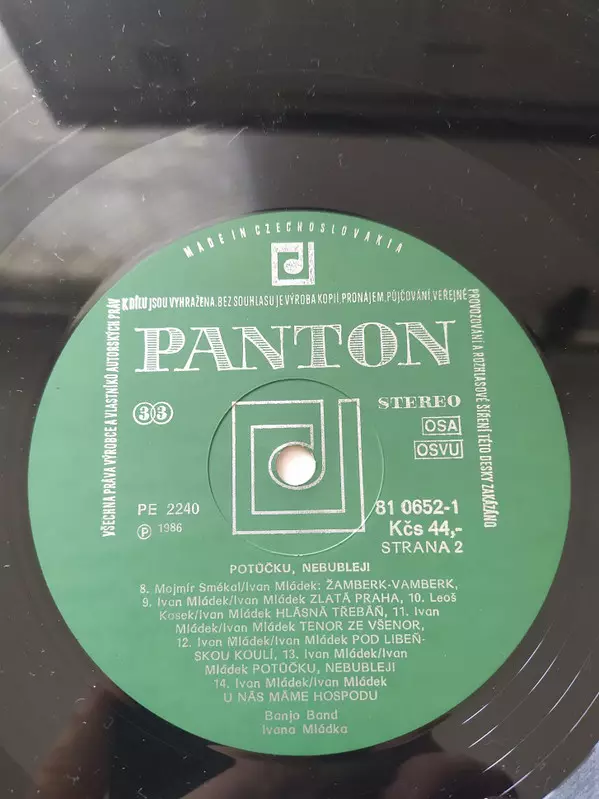 MADE IN CZECHOSLOVAKIA
VŠECHNA PRÁVA VÝROBCE A VLASTNÍKŮ AUTORSKÝCH PRÁV K DÍLU JSOU VYHRAŽENA. BEZ SOUHLASU JE VÝROBA KOPIÍ, PRONÁJEM, PŮJČOVÁNÍ VEŘEJNÉ PROVOZOVÁNÍ A ROZHLASOVÉ ŠÍŘENÍ TÉTO DESKY ZAKÁZÁNO
PANTON
33
STEREO
OSA
OSVU
PE 2240
℗ 1986
81 0652-1
Kčs 44,-
STRANA 2
POTŮČKU, NEBUBLEJ!
8. Mojmír Smékal/Ivan Mládek: ŽAMBERK-VAMBERK,
9. Ivan Mládek/Ivan Mládek ZLATÁ PRAHA, 10. Leoš
Kosek/Ivan Mládek HLÁSNÁ TŘEBÁŇ, 11. Ivan
Mládek/Ivan Mládek TENOR ZE VŠENOR,
12. Ivan Mládek/Ivan Mládek POD LIBEŇ-
SKOU KOULÍ, 13. Ivan Mládek/Ivan
Mládek POTŮČKU, NEBUBLEJ!
14. Ivan Mládek/Ivan Mládek
U NÁS MÁME HOSPODU
Banjo Band
Ivana Mládka